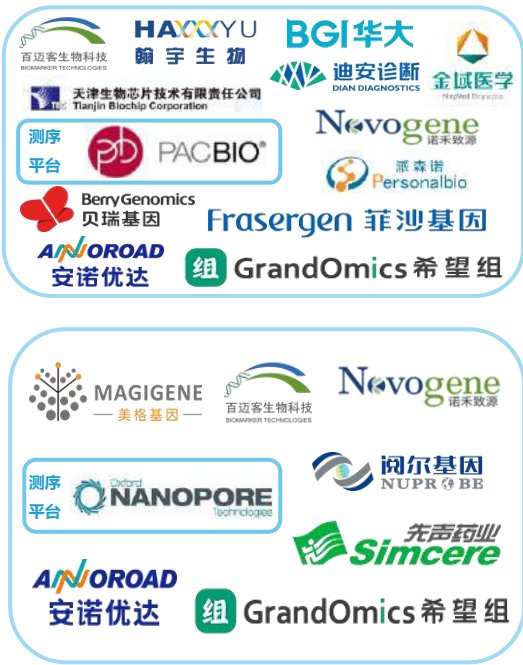 百迈客生物科技
BIOMARKER TECHNOLOGIES
HAXXXYU
翰宇生物
BGI华大
迪安诊断
DIAN DIAGNOSTICS
金域医学
TBC 天津生物芯片技术有限责任公司
Tianjin Biochip Corporation
测序
平台
PACBIO®
Novogene
诺禾致源
派森诺
Personalbio
BerryGenomics
贝瑞基因
Frasergen 菲沙基因
ANNOROAD
安诺优达
组 GrandOmics 希望组
MAGIGENE
美格基因
百迈客生物科技
BIOMARKER TECHNOLOGIES
Novogene
诺禾致源
测序
平台
Oxford
NANOPORE
Technologies
阅尔基因
NUPROBE
先声药业
Simcere
ANNOROAD
安诺优达
组 GrandOmics 希望组